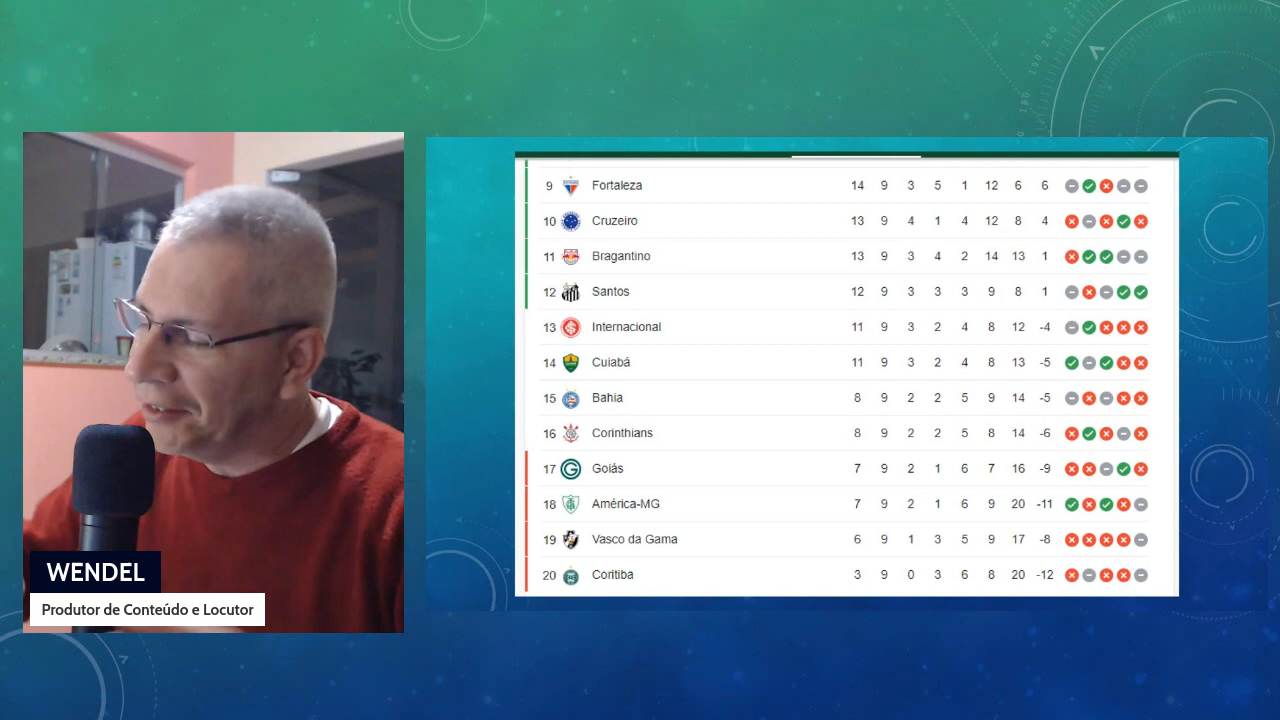 WENDEL
Produtor de Conteúdo e Locutor
9 Fortaleza 14 9 3 5 1 12 6 6
10 Cruzeiro 13 9 4 1 4 12 8 4
11 Bragantino 13 9 3 4 2 14 13 1
12 Santos 12 9 3 3 3 9 8 1
13 Internacional 11 9 3 2 4 8 12 -4
14 Cuiabá 11 9 3 2 4 8 13 -5
15 Bahia 8 9 2 2 5 9 14 -5
16 Corinthians 8 9 2 2 5 8 14 -6
17 Goiás 7 9 2 1 6 7 16 -9
18 América-MG 7 9 2 1 6 9 20 -11
19 Vasco da Gama 6 9 1 3 5 9 17 -8
20 Coritiba 3 9 0 3 6 8 20 -12